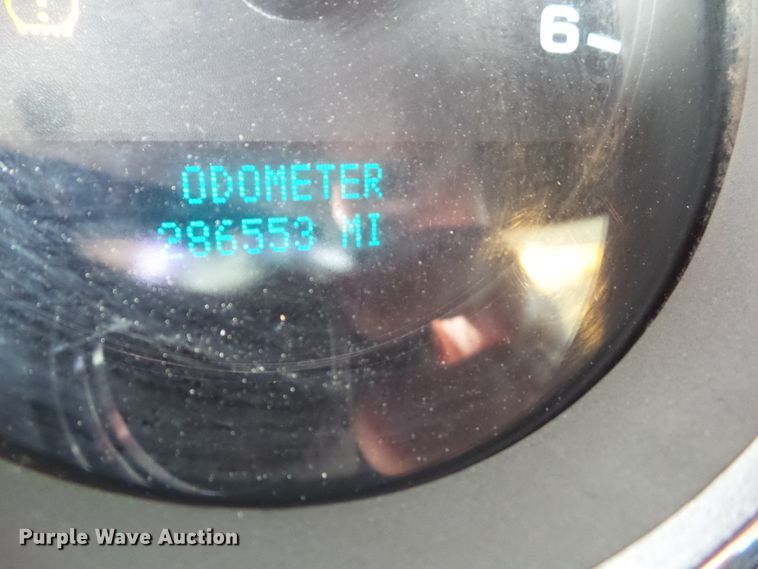 6
ODOMETER
286553 MI
Purple Wave Auction